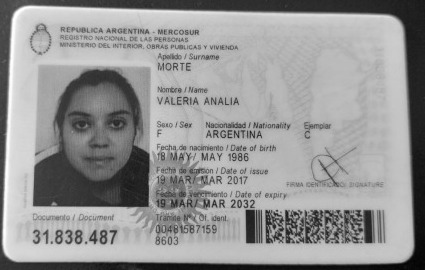 REPUBLICA ARGENTINA - MERCOSUR
REGISTRO NACIONAL DE LAS PERSONAS
MINISTERIO DEL INTERIOR, OBRAS PUBLICAS Y VIVIENDA
Apellido / Surname
MORTE
Nombre / Name
VALERIA ANALIA
Sexo / Sex Nacionalidad / Nationality Ejemplar
F ARGENTINA C
Fecha de nacimiento / Date of birth
18 MAY/ MAY 1986
Fecha de emisión / Date of issue
19 MAR/ MAR 2017
Fecha de vencimiento / Date of expiry
19 MAR/ MAR 2032
FIRMA IDENTIFICADO / SIGNATURE
Documento / Document
31.838.487
Trámite Nº / Of. ident.
00481587159
8603